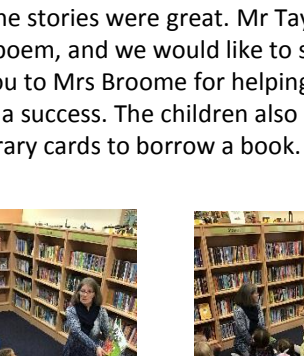 ne stories were great. Mr Tay
poem, and we would like to s
ou to Mrs Broome for helping
a success. The children also
rary cards to borrow a book.